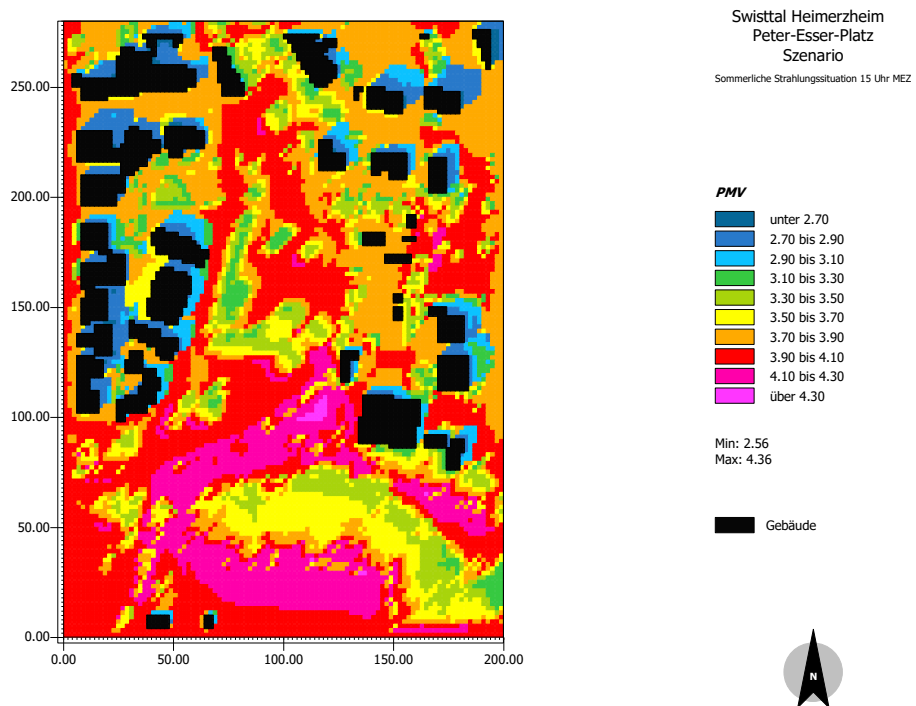 Swisttal Heimerzheim
Peter-Esser-Platz
Szenario
Sommerliche Strahlungssituation 15 Uhr MEZ
250.00
200.00
150.00
100.00
50.00
0.00
0.00 50.00 100.00 150.00 200.00
PMV
unter 2.70
2.70 bis 2.90
2.90 bis 3.10
3.10 bis 3.30
3.30 bis 3.50
3.50 bis 3.70
3.70 bis 3.90
3.90 bis 4.10
4.10 bis 4.30
über 4.30
Min: 2.56
Max: 4.36
Gebäude
N